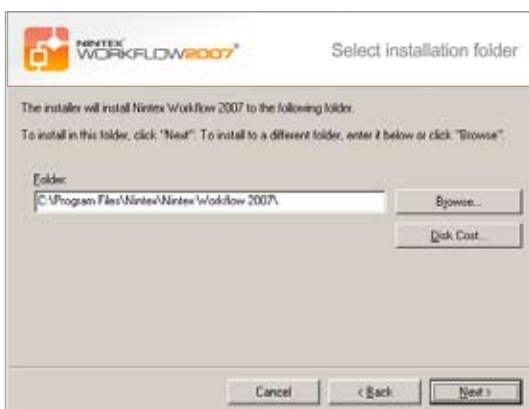 NINTEX
WORKFLOW2007
Select installation folder
The installer will install Nintex Workflow 2007 to the following folder.
To install in this folder, click "Next". To install to a different folder, enter it below or click "Browse".
Folder:
C:\Program Files\Nintex\Nintex Workflow 2007\
Browse...
Disk Cost...
Cancel
< Back
Next >